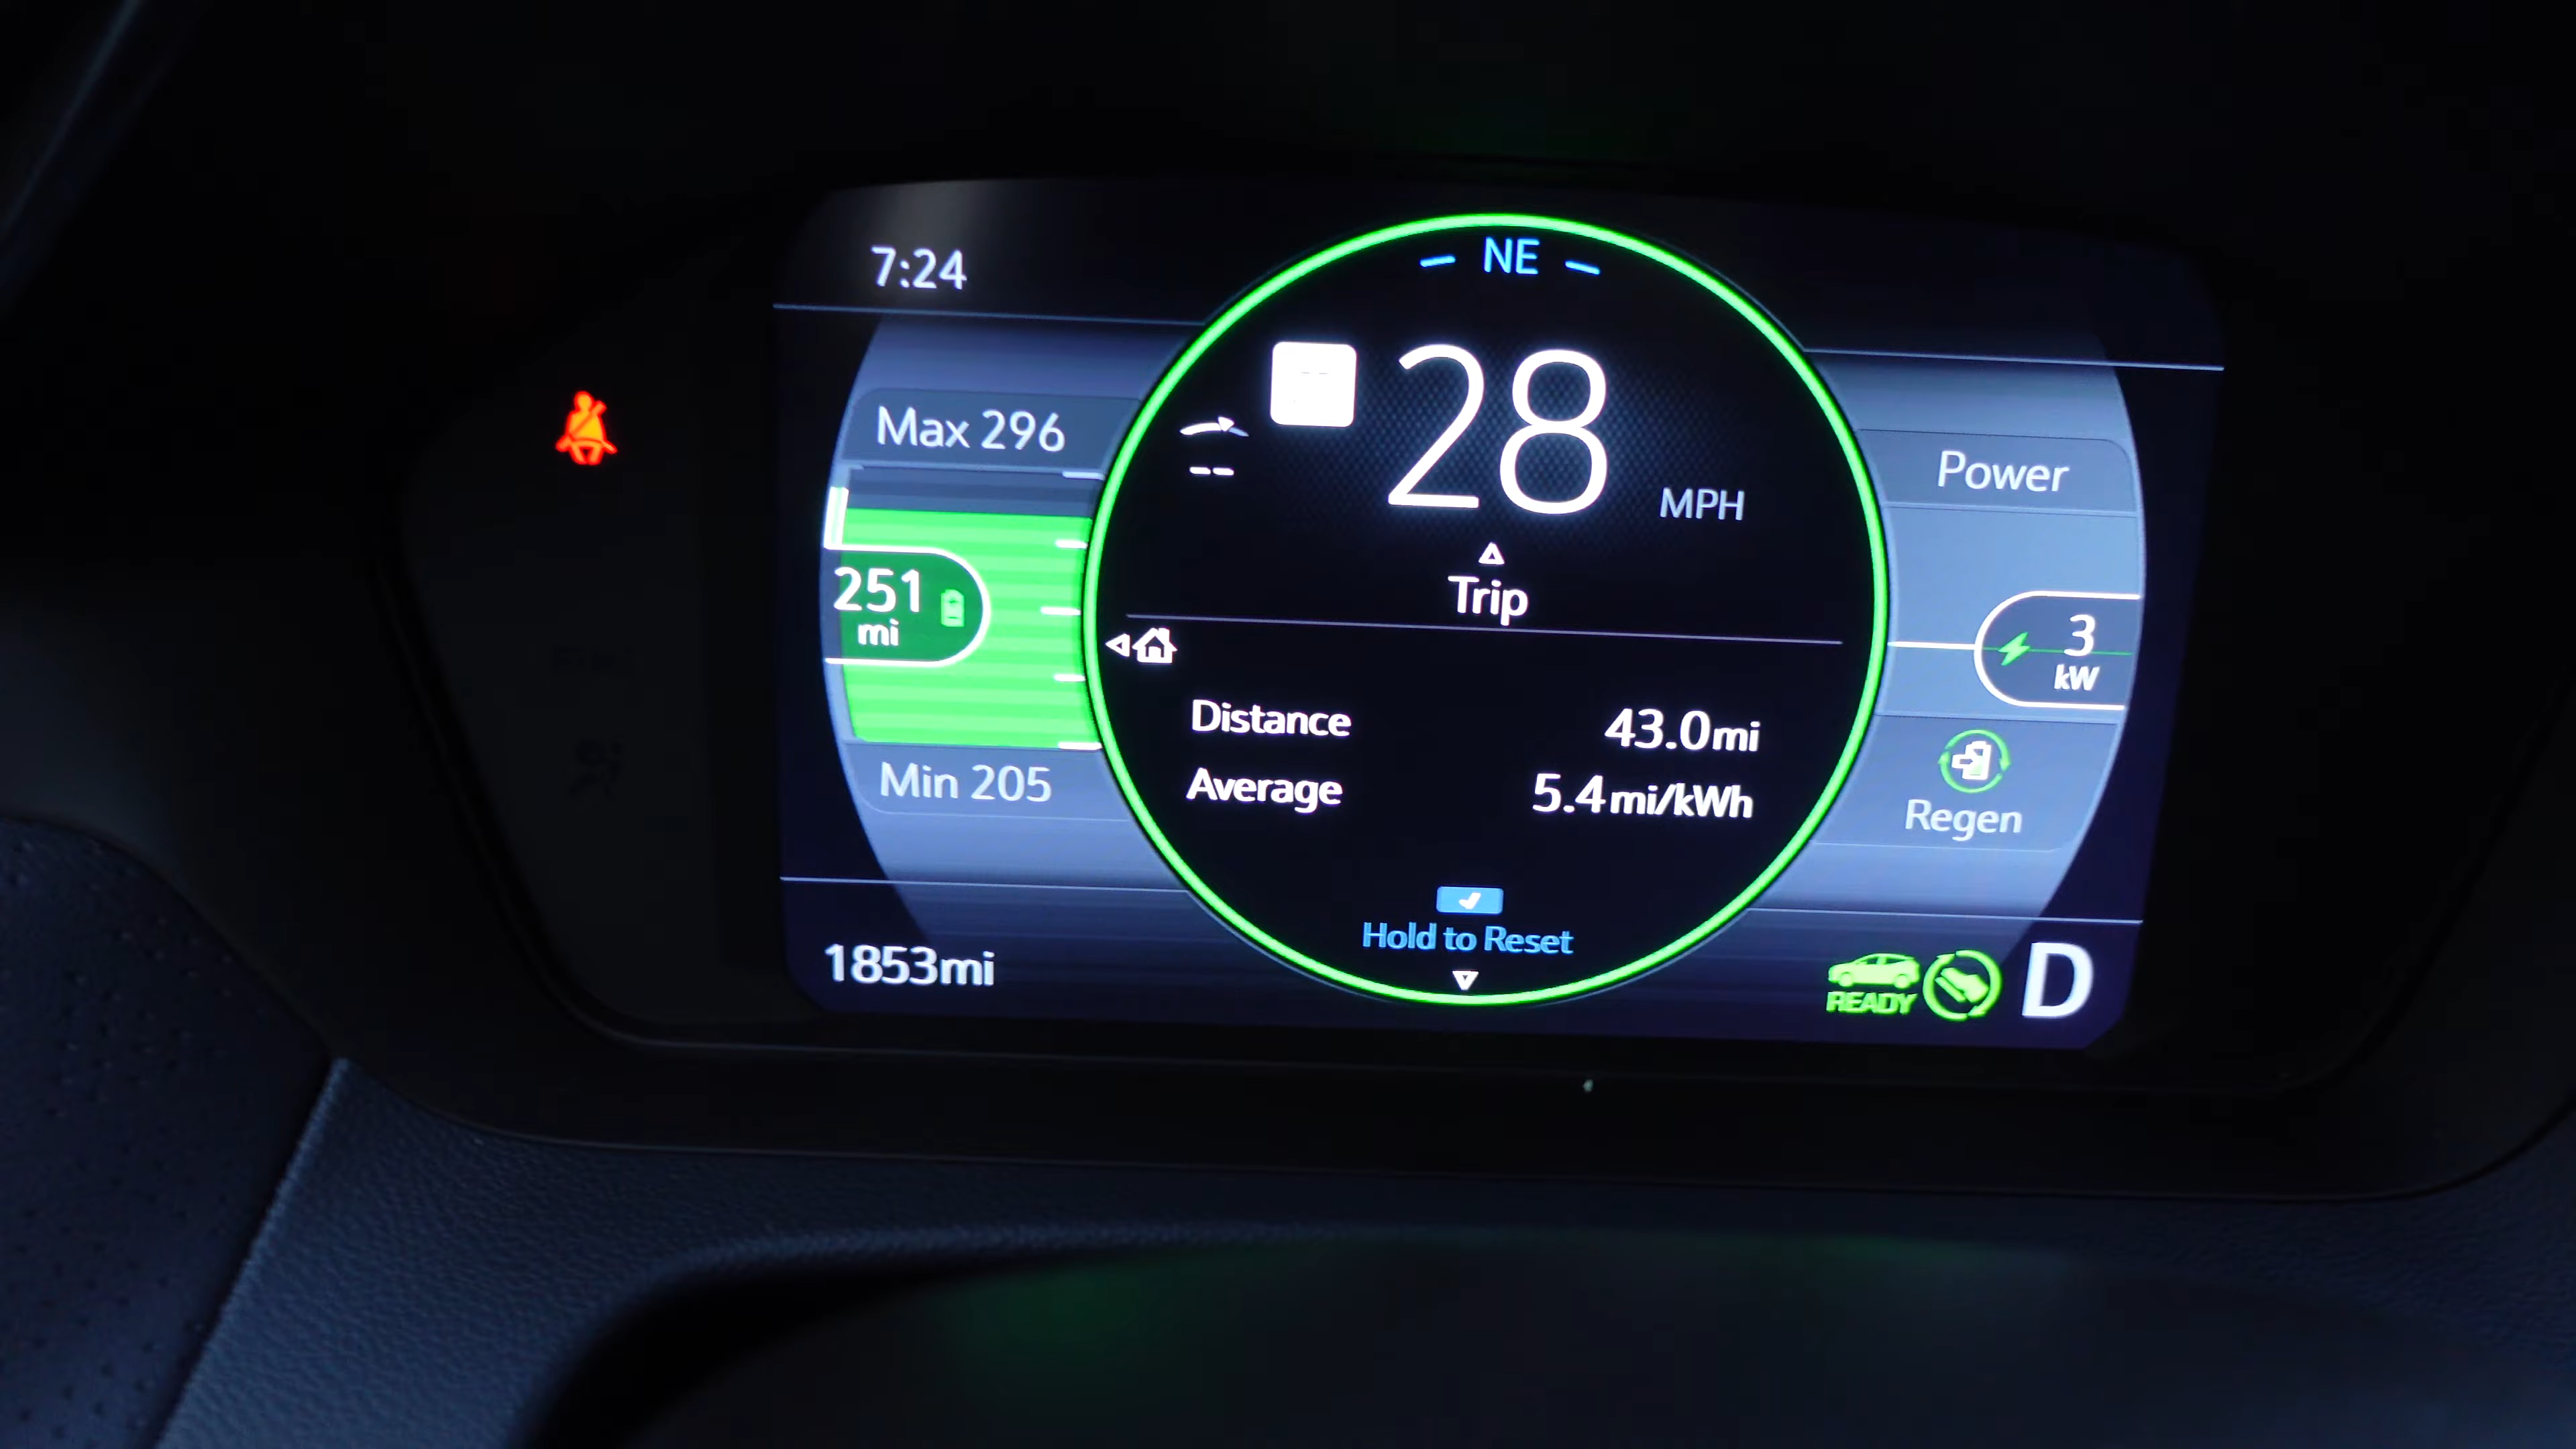 7:24
NE
28 MPH
Max 296
Power
251
mi
Trip
3
kW
--
Distance 43.0mi
Average 5.4mi/kWh
Min 205
Regen
Hold to Reset
1853mi
READY
D